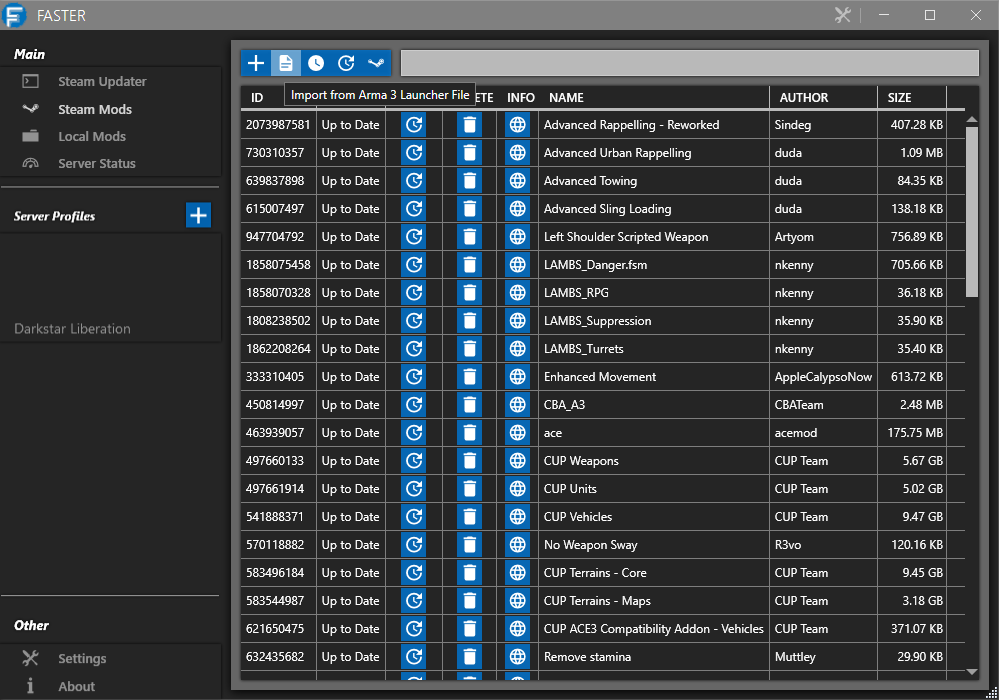 FASTER
Main
Steam Updater
Steam Mods
Local Mods
Server Status
Server Profiles
Darkstar Liberation
Other
Settings
About
Import from Arma 3 Launcher File
ID ETE INFO NAME AUTHOR SIZE
2073987581 Up to Date Advanced Rappelling - Reworked Sindeg 407.28 KB
730310357 Up to Date Advanced Urban Rappelling duda 1.09 MB
639837898 Up to Date Advanced Towing duda 84.35 KB
615007497 Up to Date Advanced Sling Loading duda 138.18 KB
947704792 Up to Date Left Shoulder Scripted Weapon Artyom 756.89 KB
1858075458 Up to Date LAMBS_Danger.fsm nkenny 705.66 KB
1858070328 Up to Date LAMBS_RPG nkenny 36.18 KB
1808238502 Up to Date LAMBS_Suppression nkenny 35.90 KB
1862208264 Up to Date LAMBS_Turrets nkenny 35.40 KB
333310405 Up to Date Enhanced Movement AppleCalypsoNow 613.72 KB
450814997 Up to Date CBA_A3 CBATeam 2.48 MB
463939057 Up to Date ace acemod 175.75 MB
497660133 Up to Date CUP Weapons CUP Team 5.67 GB
497661914 Up to Date CUP Units CUP Team 5.02 GB
541888371 Up to Date CUP Vehicles CUP Team 9.47 GB
570118882 Up to Date No Weapon Sway R3vo 120.16 KB
583496184 Up to Date CUP Terrains - Core CUP Team 9.45 GB
583544987 Up to Date CUP Terrains - Maps CUP Team 3.18 GB
621650475 Up to Date CUP ACE3 Compatibility Addon - Vehicles CUP Team 371.07 KB
632435682 Up to Date Remove stamina Muttley 29.90 KB